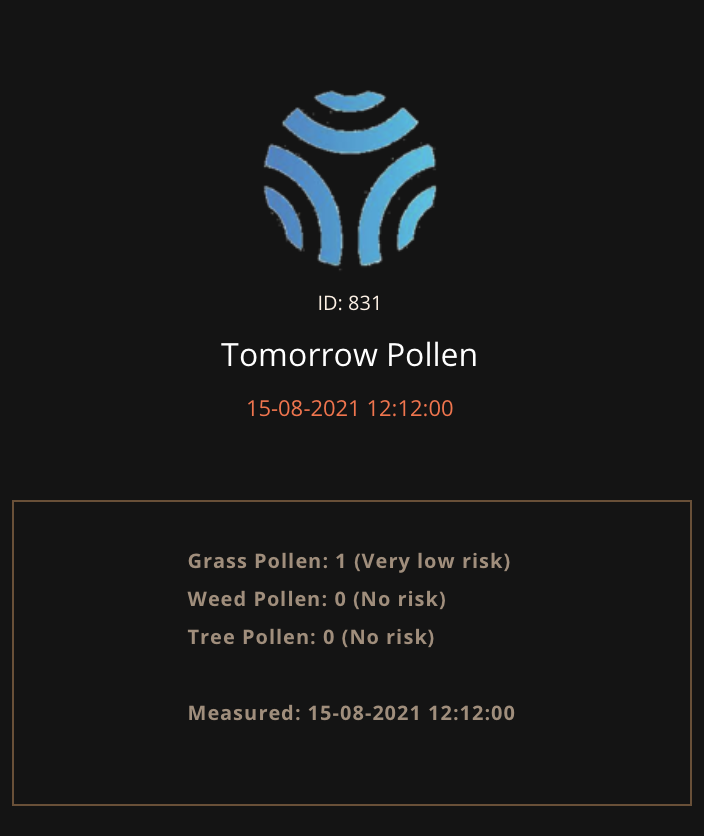 ID: 831
Tomorrow Pollen
15-08-2021 12:12:00
Grass Pollen: 1 (Very low risk)
Weed Pollen: 0 (No risk)
Tree Pollen: 0 (No risk)
Measured: 15-08-2021 12:12:00